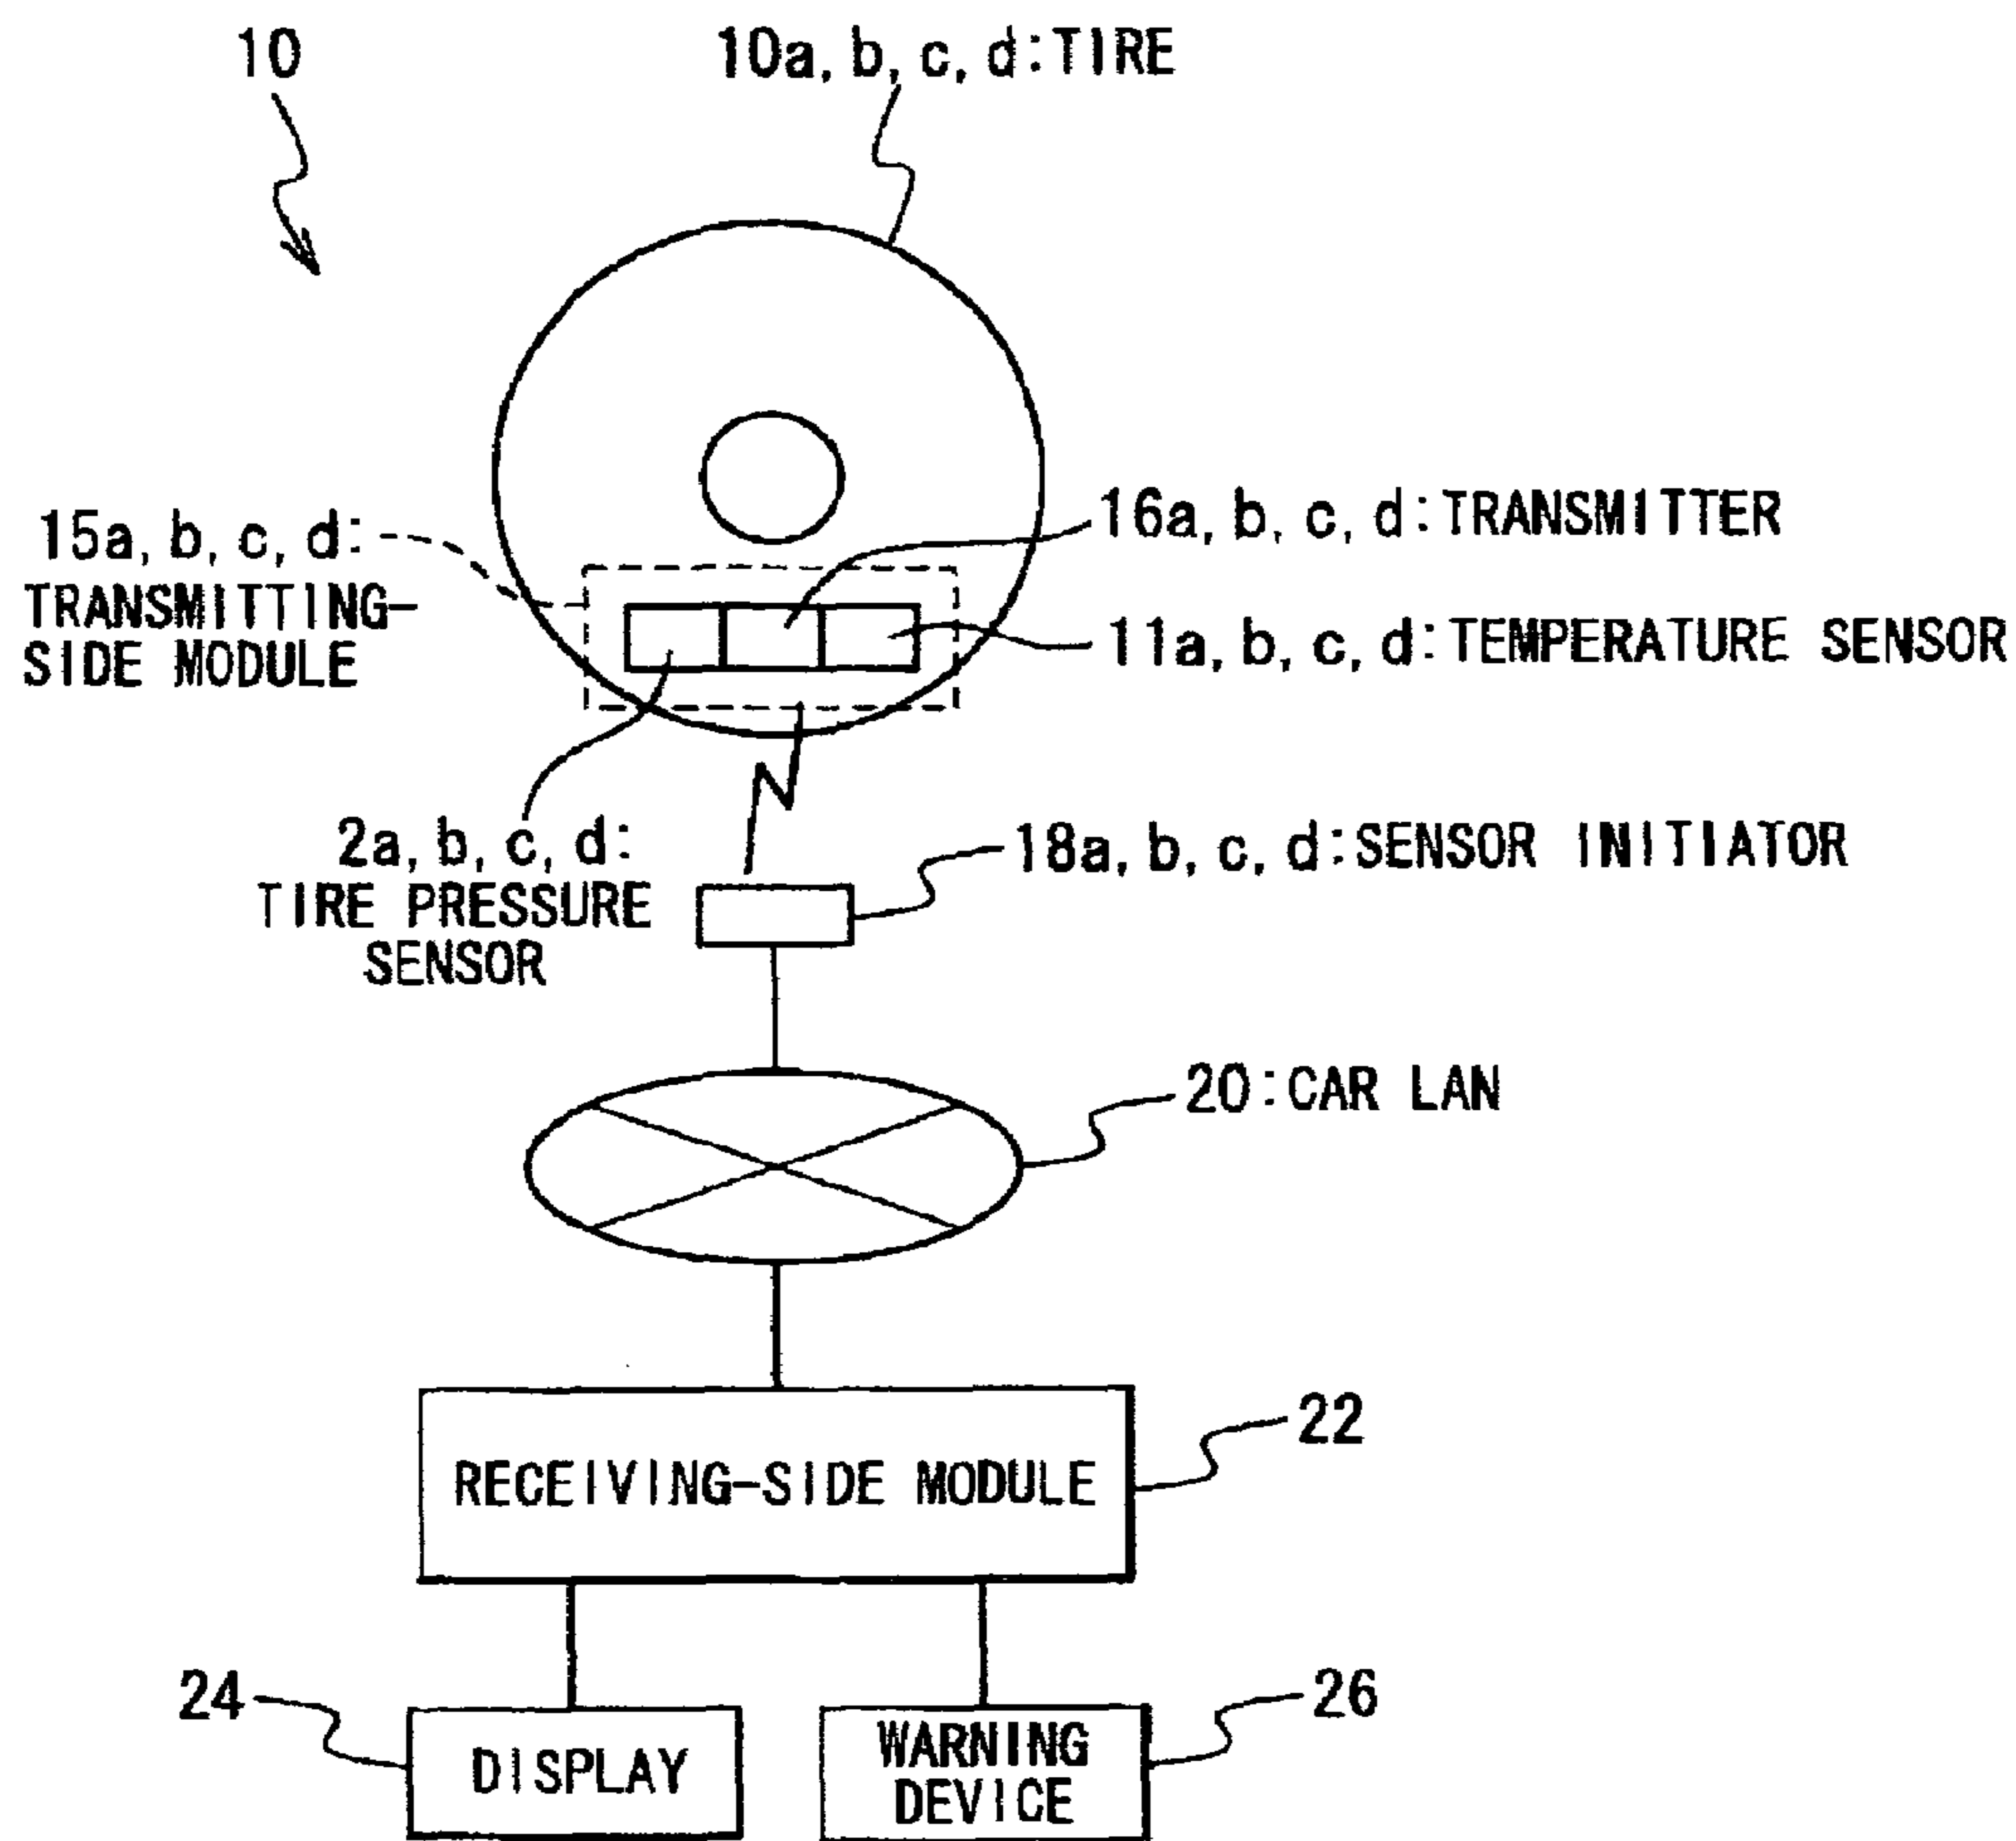 10
10a, b, c, d:TIRE
16a, b, c, d:TRANSMITTER
15a, b, c, d:
TRANSMITTING-
SIDE MODULE
11a, b, c, d:TEMPERATURE SENSOR
2a, b, c, d:
TIRE PRESSURE
SENSOR
18a, b, c, d:SENSOR INITIATOR
20:CAR LAN
22
RECEIVING-SIDE MODULE
24
26
DISPLAY
WARNING
DEVICE